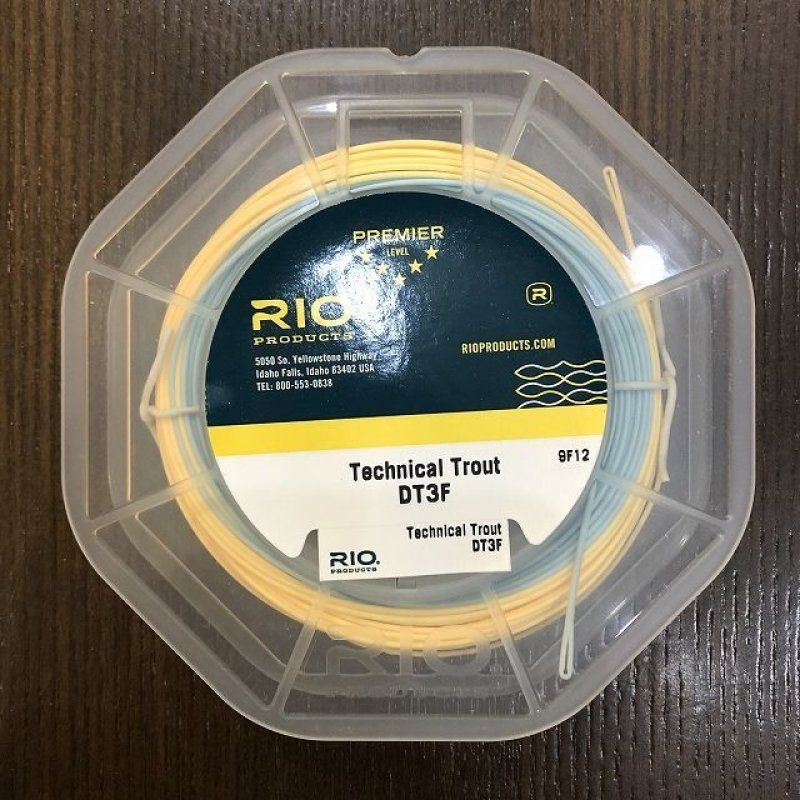 PREMIER
LEVEL
RIO
PRODUCTS
5050 So. Yellowstone Highway
Idaho Falls, Idaho 83402 USA
TEL: 800-553-0838
R
RIOPRODUCTS.COM
9F12
Technical Trout
DT3F
Technical Trout
DT3F
RIO.
PRODUCTS
RIO